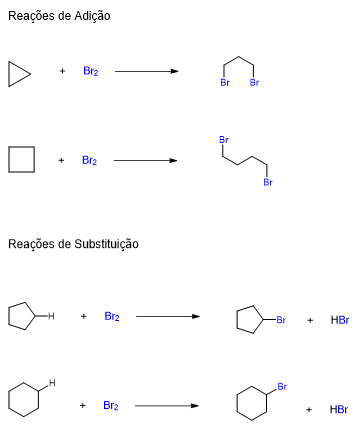 Reações de Adição
+ Br2
Br Br
+ Br2
Br
Br
Reações de Substituição
H + Br2 Br + HBr
H + Br2 Br + HBr